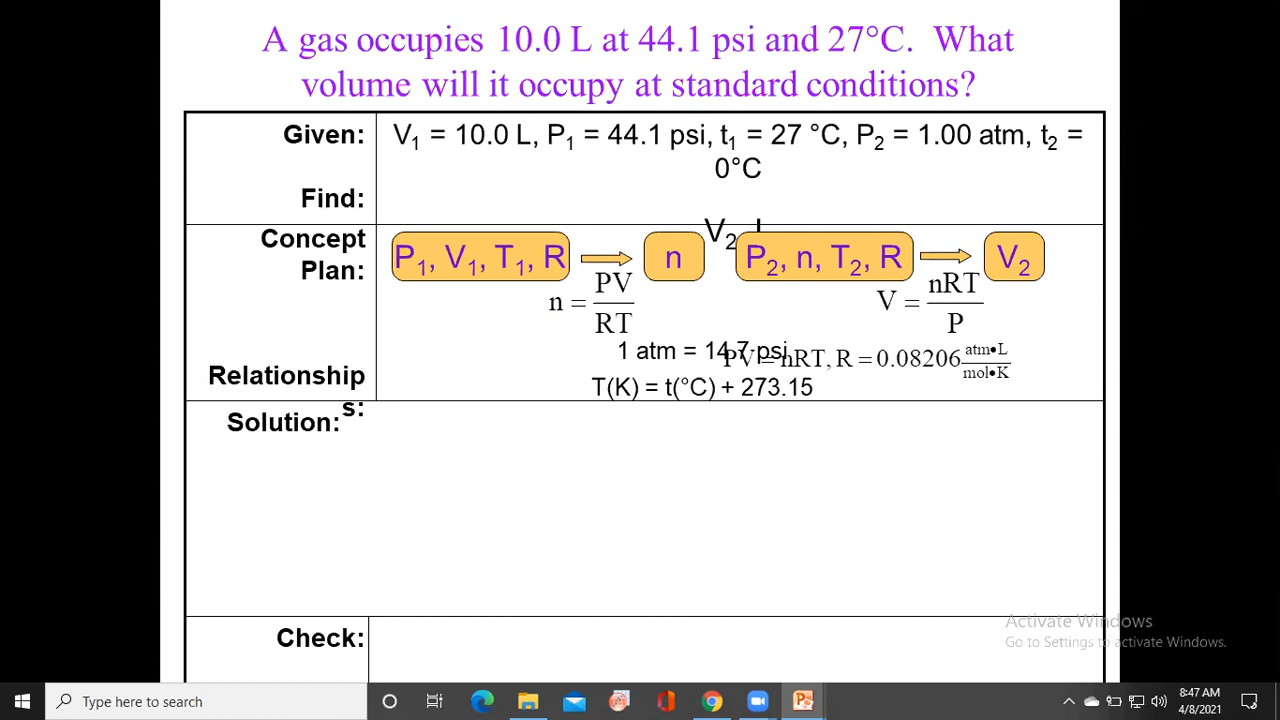 A gas occupies 10.0 L at 44.1 psi and 27°C. What
volume will it occupy at standard conditions?
Given:
V1 = 10.0 L, P1 = 44.1 psi, t1 = 27 °C, P2 = 1.00 atm, t2 =
0°C
Find:
V2,
Concept
Plan:
P1, V1, T1, R
n
P2, n, T2, R
V2
n = PV/RT
V = nRT/P
1 atm = 14.7 psi
PV = nRT, R = 0.08206 atm•L/mol•K
T(K) = t(°C) + 273.15
Relationship
s:
Solution:
Check:
Activate Windows
Go to Settings to activate Windows.
Type here to search
8:47 AM
4/8/2021